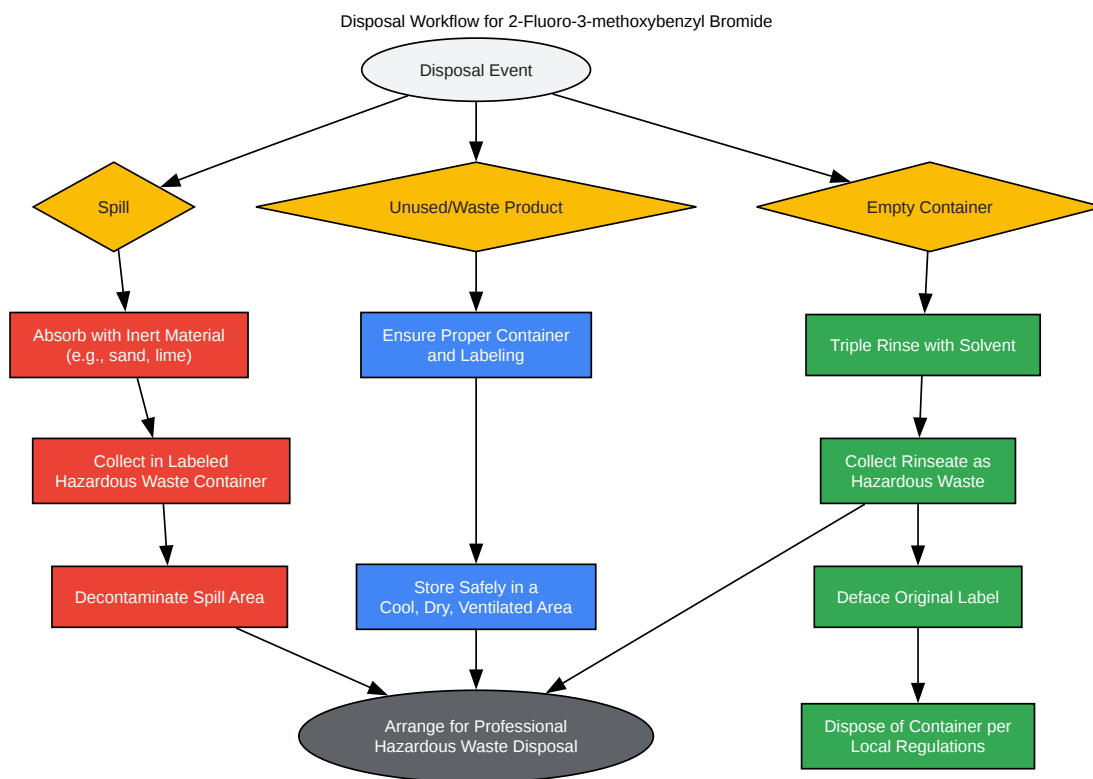 Disposal Workflow for 2-Fluoro-3-methoxybenzyl Bromide
Disposal Event
Spill
Unused/Waste Product
Empty Container
Absorb with Inert Material
(e.g., sand, lime)
Ensure Proper Container
and Labeling
Triple Rinse with Solvent
Collect in Labeled
Hazardous Waste Container
Collect Rinseate as
Hazardous Waste
Decontaminate Spill Area
Store Safely in a
Cool, Dry, Ventilated Area
Deface Original Label
Arrange for Professional
Hazardous Waste Disposal
Dispose of Container per
Local Regulations